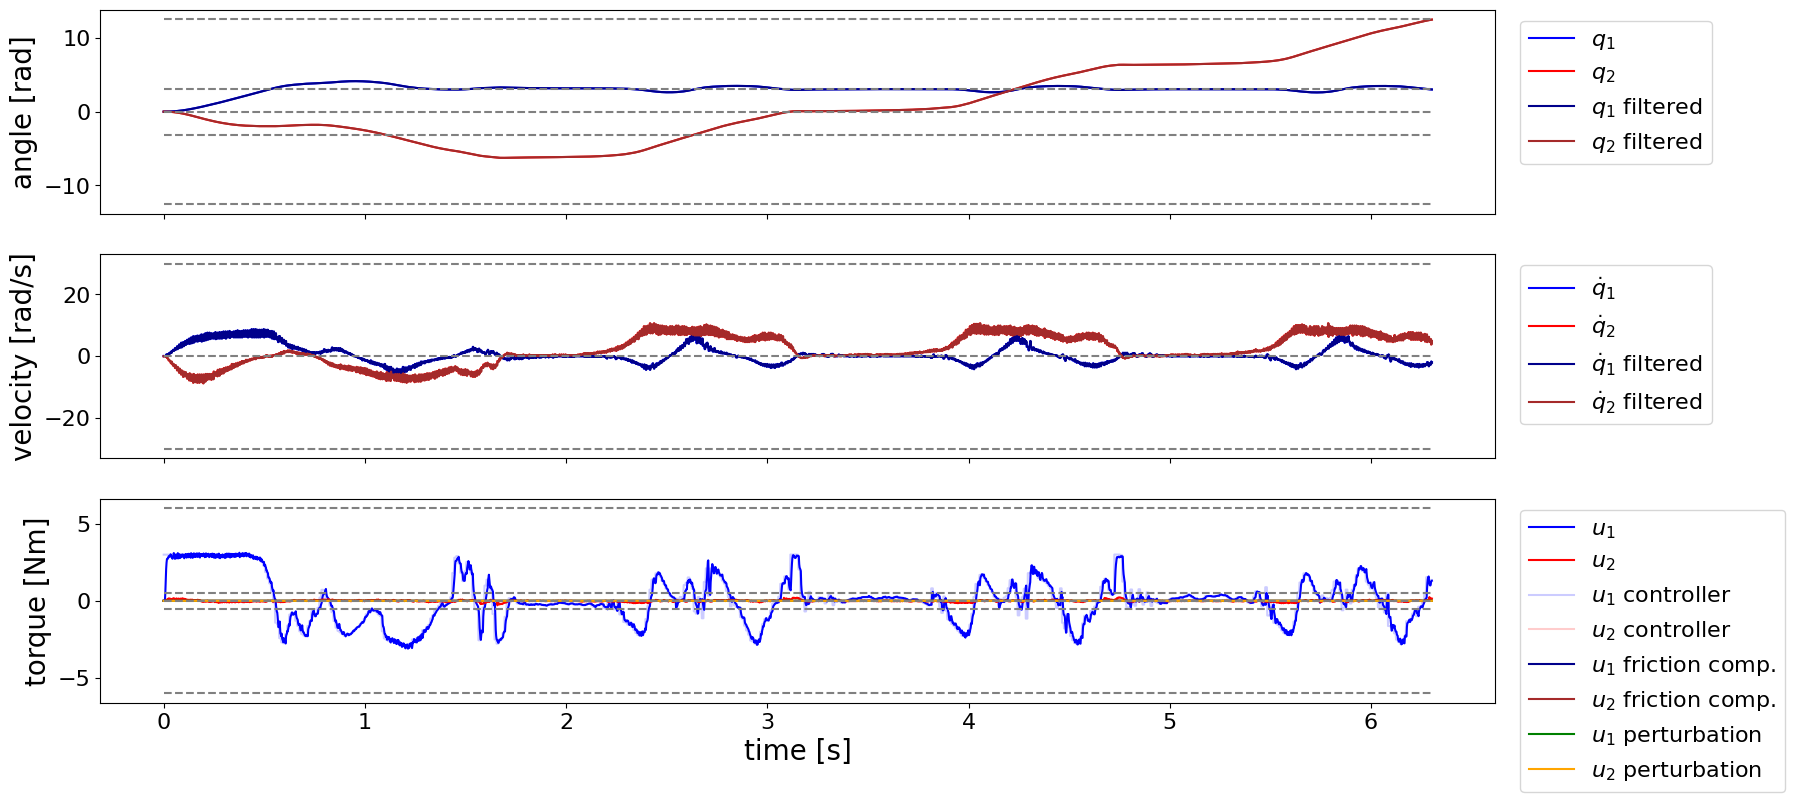 angle [rad]
10
0
−10
q₁
q₂
q₁ filtered
q₂ filtered
velocity [rad/s]
20
0
−20
q̇₁
q̇₂
q̇₁ filtered
q̇₂ filtered
torque [Nm]
5
0
−5
0 1 2 3 4 5 6
time [s]
u₁
u₂
u₁ controller
u₂ controller
u₁ friction comp.
u₂ friction comp.
u₁ perturbation
u₂ perturbation